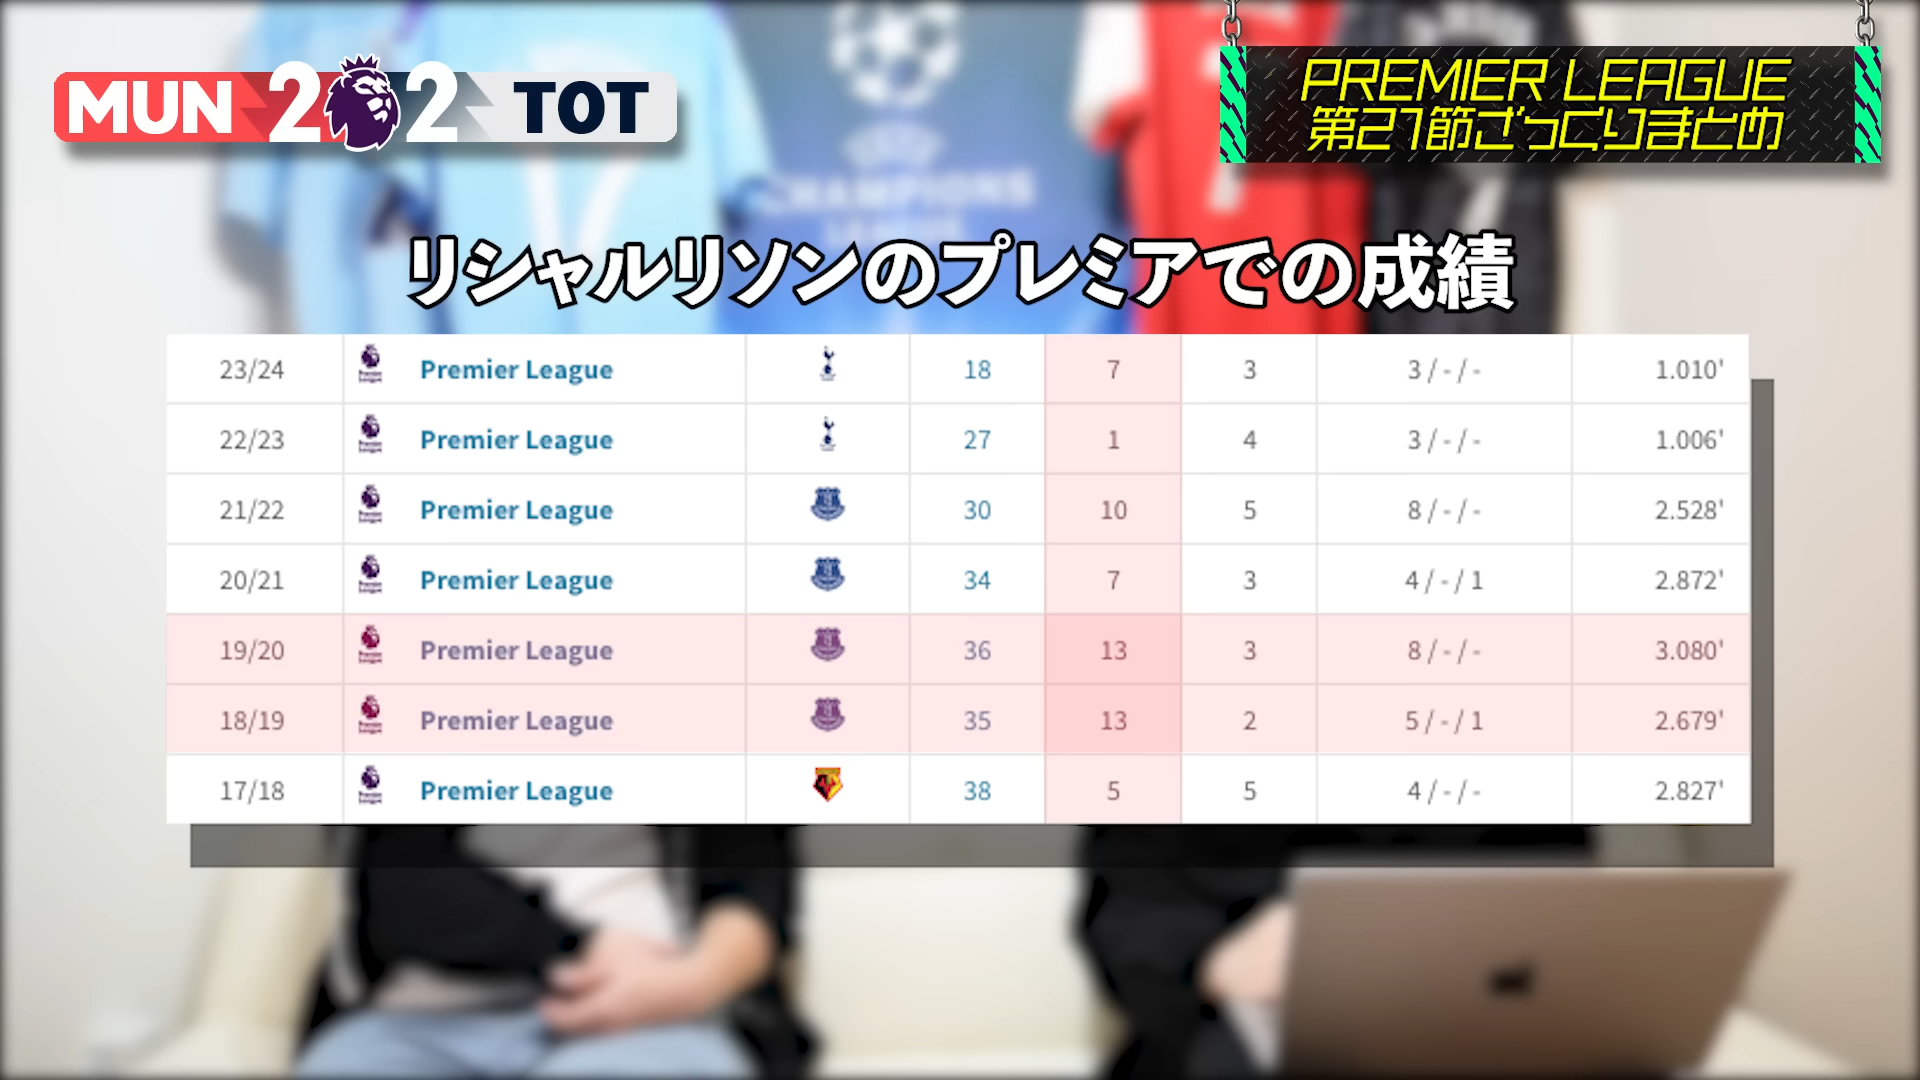 MUN 2 2 TOT
PREMIER LEAGUE
第21節ざっくりまとめ
CHAMPIONS
LEAGUE
リシャルリソンのプレミアでの成績
23/24 Premier League 18 7 3 3 / - / - 1.010'
22/23 Premier League 27 1 4 3 / - / - 1.006'
21/22 Premier League 30 10 5 8 / - / - 2.528'
20/21 Premier League 34 7 3 4 / - / 1 2.872'
19/20 Premier League 36 13 3 8 / - / - 3.080'
18/19 Premier League 35 13 2 5 / - / 1 2.679'
17/18 Premier League 38 5 5 4 / - / - 2.827'